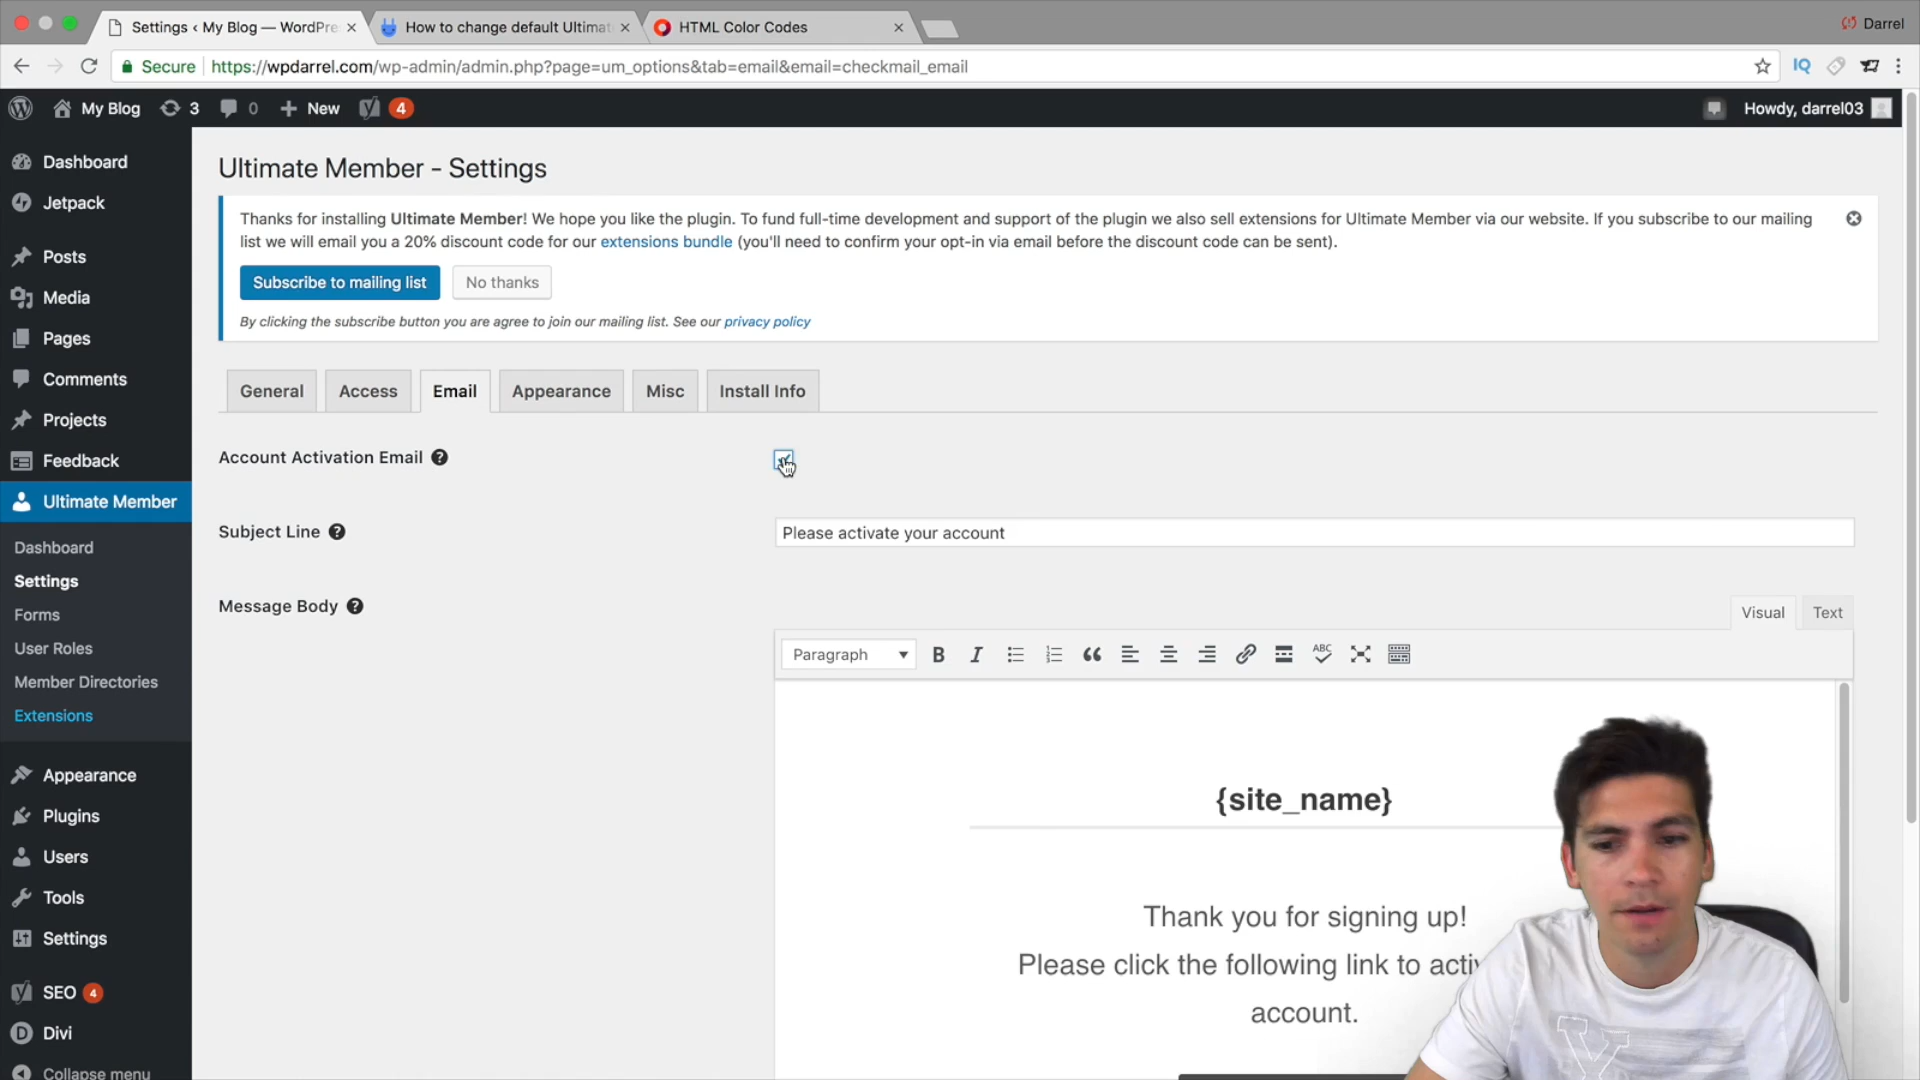 Settings ‹ My Blog — WordPre
How to change default Ultimat
HTML Color Codes
Darrel
Secure
https://wpdarrel.com/wp-admin/admin.php?page=um_options&tab=email&email=checkmail_email
IQ
My Blog
3
0
New
4
Howdy, darrel03
Dashboard
Jetpack
Posts
Media
Pages
Comments
Projects
Feedback
Ultimate Member
Dashboard
Settings
Forms
User Roles
Member Directories
Extensions
Appearance
Plugins
Users
Tools
Settings
SEO 4
Divi
Collapse menu
Ultimate Member - Settings
Thanks for installing Ultimate Member! We hope you like the plugin. To fund full-time development and support of the plugin we also sell extensions for Ultimate Member via our website. If you subscribe to our mailing
list we will email you a 20% discount code for our extensions bundle (you'll need to confirm your opt-in via email before the discount code can be sent).
Subscribe to mailing list
No thanks
By clicking the subscribe button you are agree to join our mailing list. See our privacy policy
General
Access
Email
Appearance
Misc
Install Info
Account Activation Email
Subject Line
Please activate your account
Message Body
Visual
Text
Paragraph
B
I
ABC
{site_name}
Thank you for signing up!
Please click the following link to activ
account.